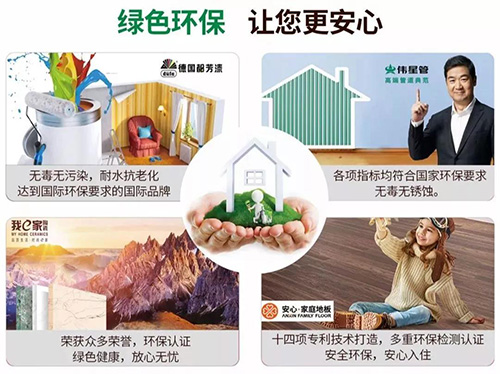 绿色环保 让您更安心
德国都芳漆
dufa
无毒无污染，耐水抗老化
达到国际环保要求的国际品牌
伟星管
高端管道典范
各项指标均符合国家环保要求
无毒无锈蚀。
我e家陶瓷
MY HOME CERAMICS
荣获众多荣誉，环保认证
绿色健康，放心无忧
安心·家庭地板
ANXIN FAMILY FLOOR
十四项专利技术打造，多重环保检测认证
安全环保，安心入住